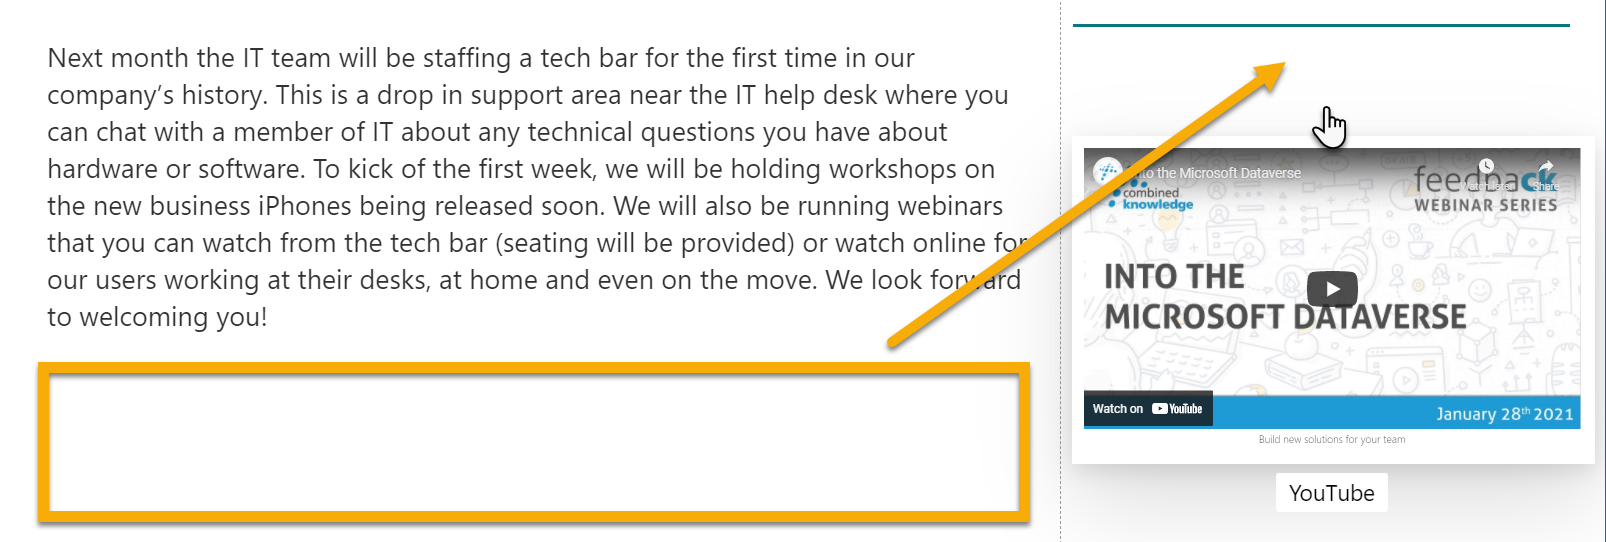 Next month the IT team will be staffing a tech bar for the first time in our
company’s history. This is a drop in support area near the IT help desk where you
can chat with a member of IT about any technical questions you have about
hardware or software. To kick of the first week, we will be holding workshops on
the new business iPhones being released soon. We will also be running webinars
that you can watch from the tech bar (seating will be provided) or watch online for
our users working at their desks, at home and even on the move. We look forward
to welcoming you!
Into the Microsoft Dataverse
Watch later
Share
combined
knowledge
feedback
WEBINAR SERIES
INTO THE
MICROSOFT DATAVERSE
Watch on YouTube
January 28th 2021
Build new solutions for your team
YouTube